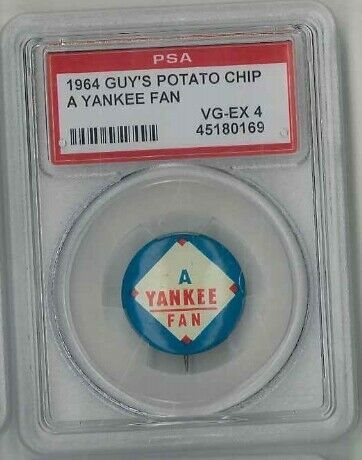 PSA
1964 GUY'S POTATO CHIP
A YANKEE FAN
VG-EX 4
45180169
A
YANKEE
FAN